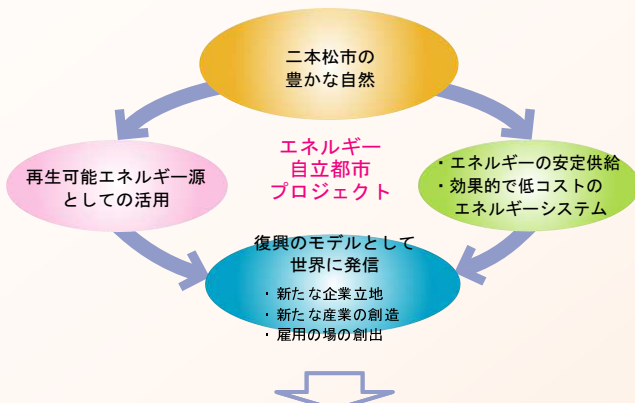 二本松市の
豊かな自然
エネルギー
自立都市
プロジェクト
再生可能エネルギー源
としての活用
・エネルギーの安定供給
・効果的で低コストの
エネルギーシステム
復興のモデルとして
世界に発信
・新たな企業立地
・新たな産業の創造
・雇用の場の創出